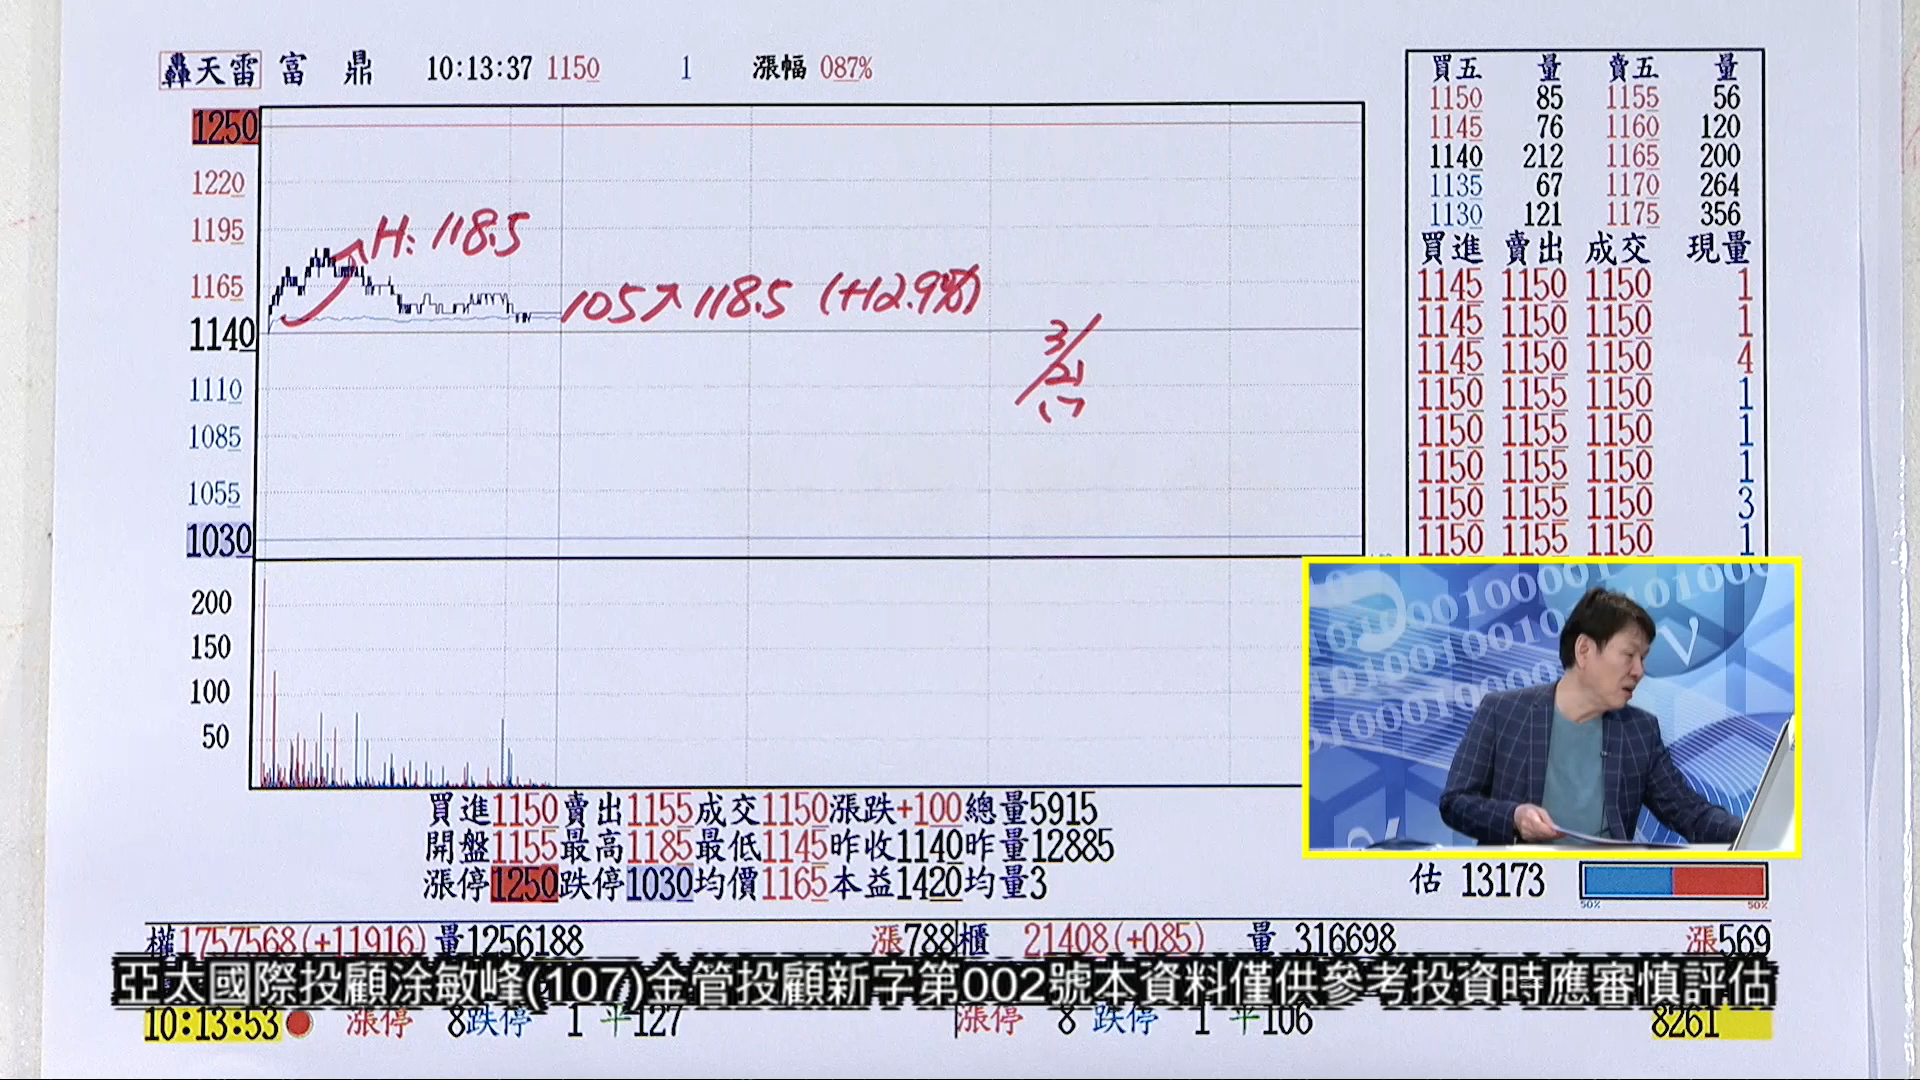 轟天雷 富 鼎 10:13:37 1150 1 漲幅 087%
1250
1220
1195
1165
1140
1110
1085
1055
1030
200
150
100
50
H: 118.5
105↗118.5 (+12.9%)
3/21
買五 量 賣五 量
1150 85 1155 56
1145 76 1160 120
1140 212 1165 200
1135 67 1170 264
1130 121 1175 356
買進 賣出 成交 現量
1145 1150 1150 1
1145 1150 1150 1
1145 1150 1150 4
1150 1155 1150 1
1150 1155 1150 1
1150 1155 1150 1
1150 1155 1150 3
1150 1155 1150 1
買進1150賣出1155成交1150漲跌+100總量5915
開盤1155最高1185最低1145昨收1140昨量12885
漲停1250跌停1030均價1165本益1420均量3
估 13173
50% 50%
權1757568(+11916)量1256188 漲788櫃 21408(+085) 量 316698 漲569
亞太國際投顧涂敏峰(107)金管投顧新字第002號本資料僅供參考投資時應審慎評估
10:13:53 漲停 8跌停 1 平127 漲停 8 跌停 1 平106 8261